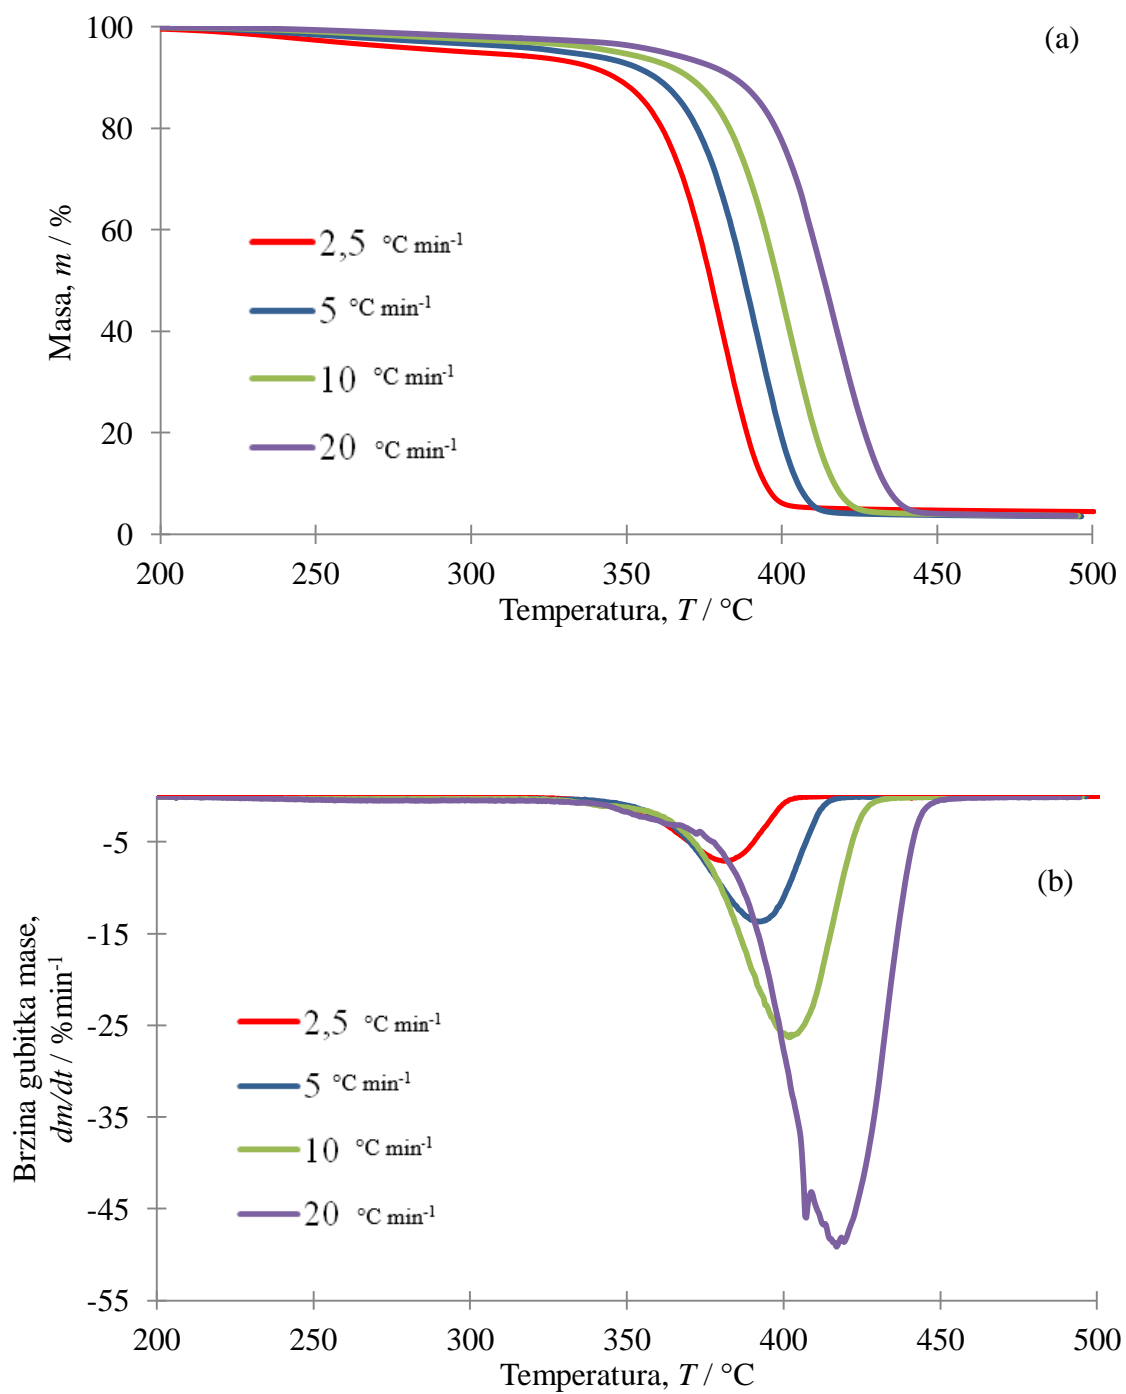 100
80
60
40
20
0
Masa, m / %
(a)
2,5 °C min-1
5 °C min-1
10 °C min-1
20 °C min-1
200 250 300 350 400 450 500
Temperatura, T / °C
-5
-15
-25
-35
-45
-55
Brzina gubitka mase,
dm/dt / %min-1
(b)
2,5 °C min-1
5 °C min-1
10 °C min-1
20 °C min-1
200 250 300 350 400 450 500
Temperatura, T / °C